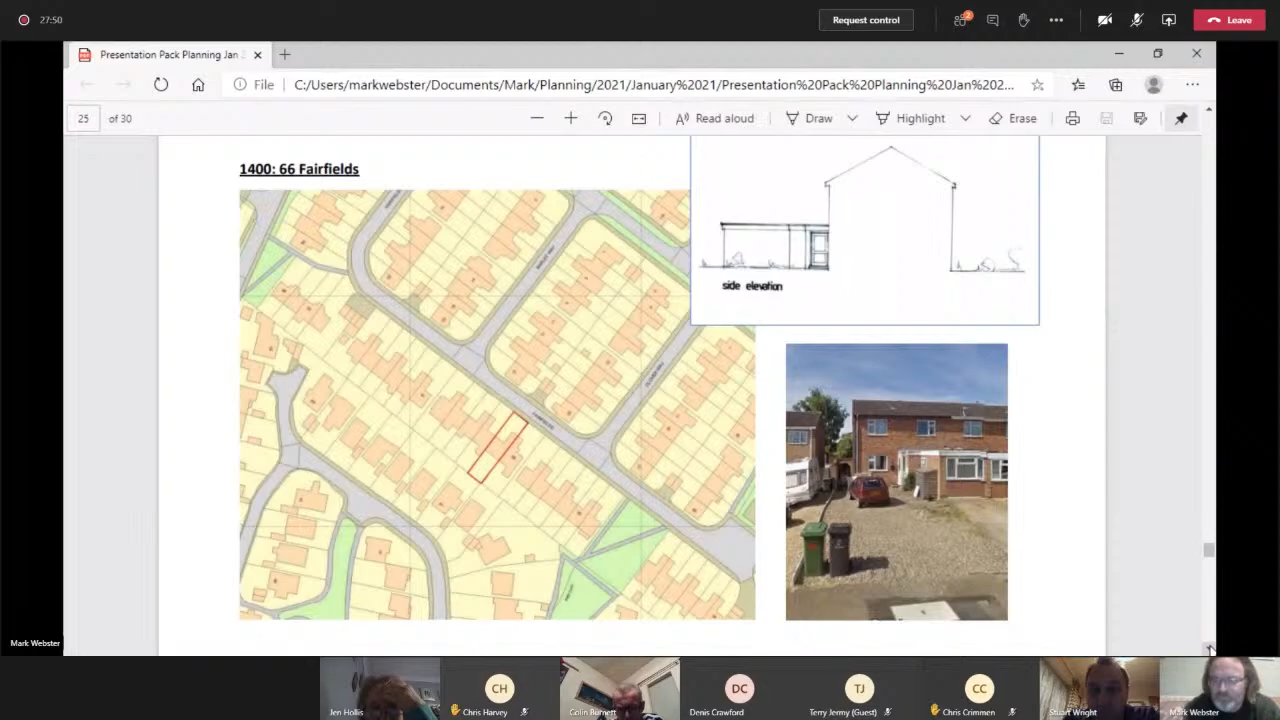 27:50
Request control
2
Leave
Presentation Pack Planning Jan 2
File C:/Users/markwebster/Documents/Mark/Planning/2021/January%2021/Presentation%20Pack%20Planning%20Jan%202...
25 of 30
Read aloud
Draw
Highlight
Erase
1400: 66 Fairfields
side elevation
Mark Webster
Jen Hollis
CH
Chris Harvey
Colin Burnett
DC
Denis Crawford
TJ
Terry Jermy (Guest)
CC
Chris Crimmen
Stuart Wright
Mark Webster